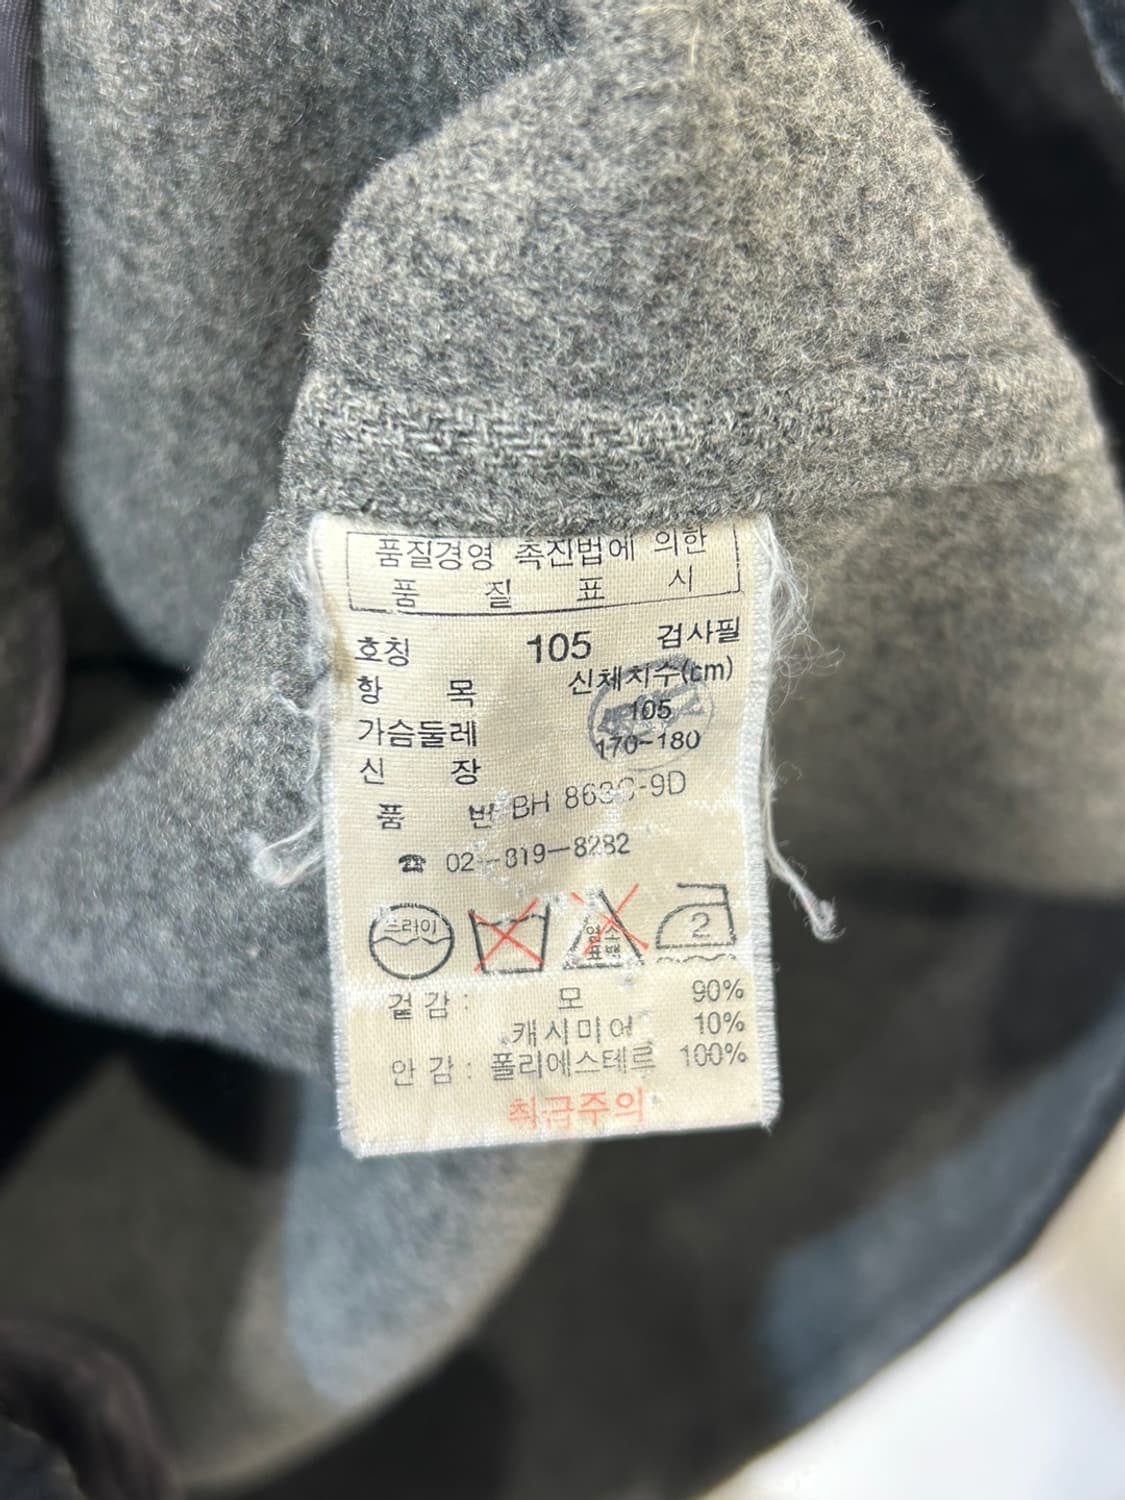 품질경영 촉진법에 의한
품 질 표 시
호칭 105 검사필
항 목 신체치수(cm)
가슴둘레 105
신 장 170~180
품 번 BH
☎ 02-819-8282
드라이
염소
표백
2
겉감: 모 90%
캐시미어 10%
안감: 폴리에스테르 100%
취급주의